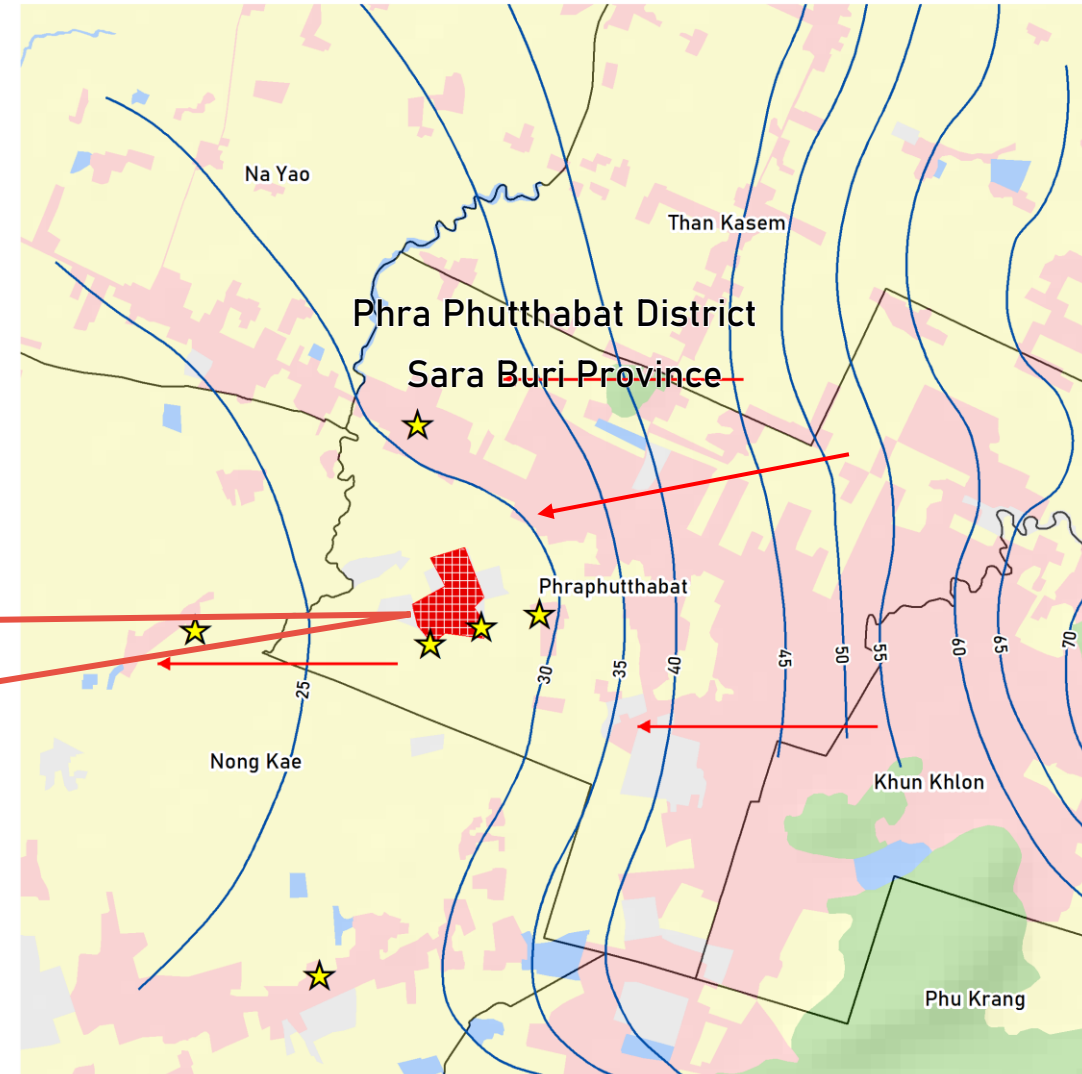 Na Yao
Than Kasem
Phra Phutthabat District
Sara Buri Province
Phraphutthabat
25
30
35
40
45
50
55
60
65
70
Nong Kae
Khun Khlon
Phu Krang